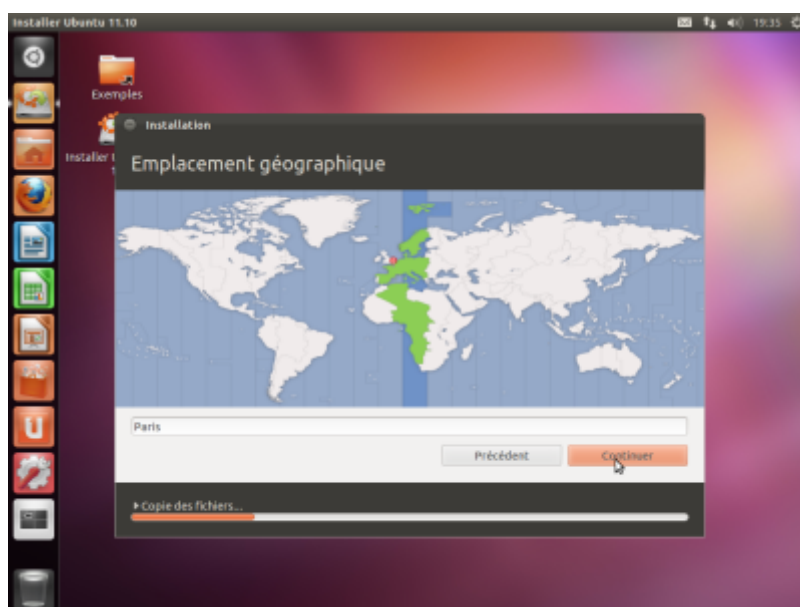 Installer Ubuntu 11.10
19:35
Exemples
Installer
Installation
Emplacement géographique
Paris
Précédent
Continuer
Copie des fichiers...